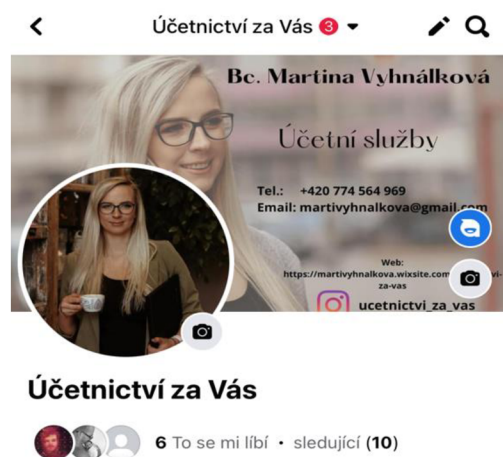 Účetnictví za Vás 3
Bc. Martina Vyhnálková
Účetní služby
Tel.: +420 774 564 969
Email: martivyhnalkova@gmail.com
Web:
https://martivyhnalkova.wixsite.com
za-vas
ucetnictvi_za_vas
Účetnictví za Vás
6 To se mi líbí • sledující (10)